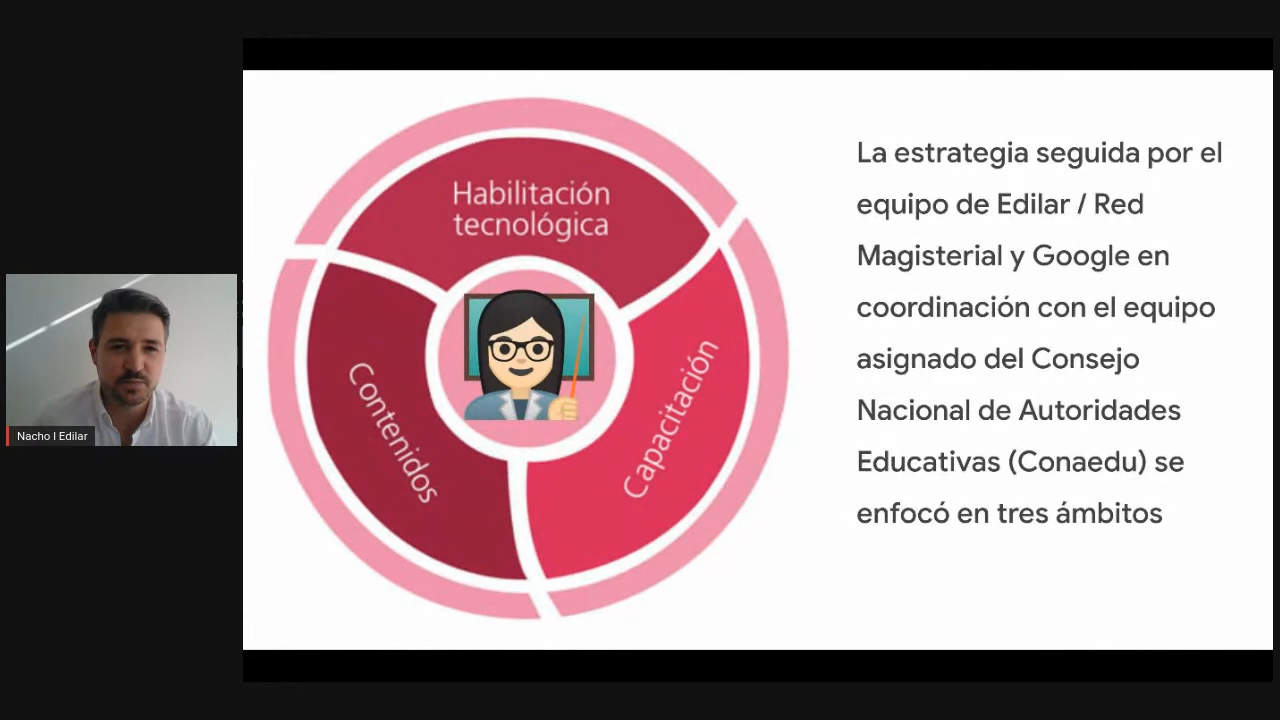 Habilitación
tecnológica
Contenidos
Capacitación
La estrategia seguida por el
equipo de Edilar / Red
Magisterial y Google en
coordinación con el equipo
asignado del Consejo
Nacional de Autoridades
Educativas (Conaedu) se
enfocó en tres ámbitos
Nacho I Edilar